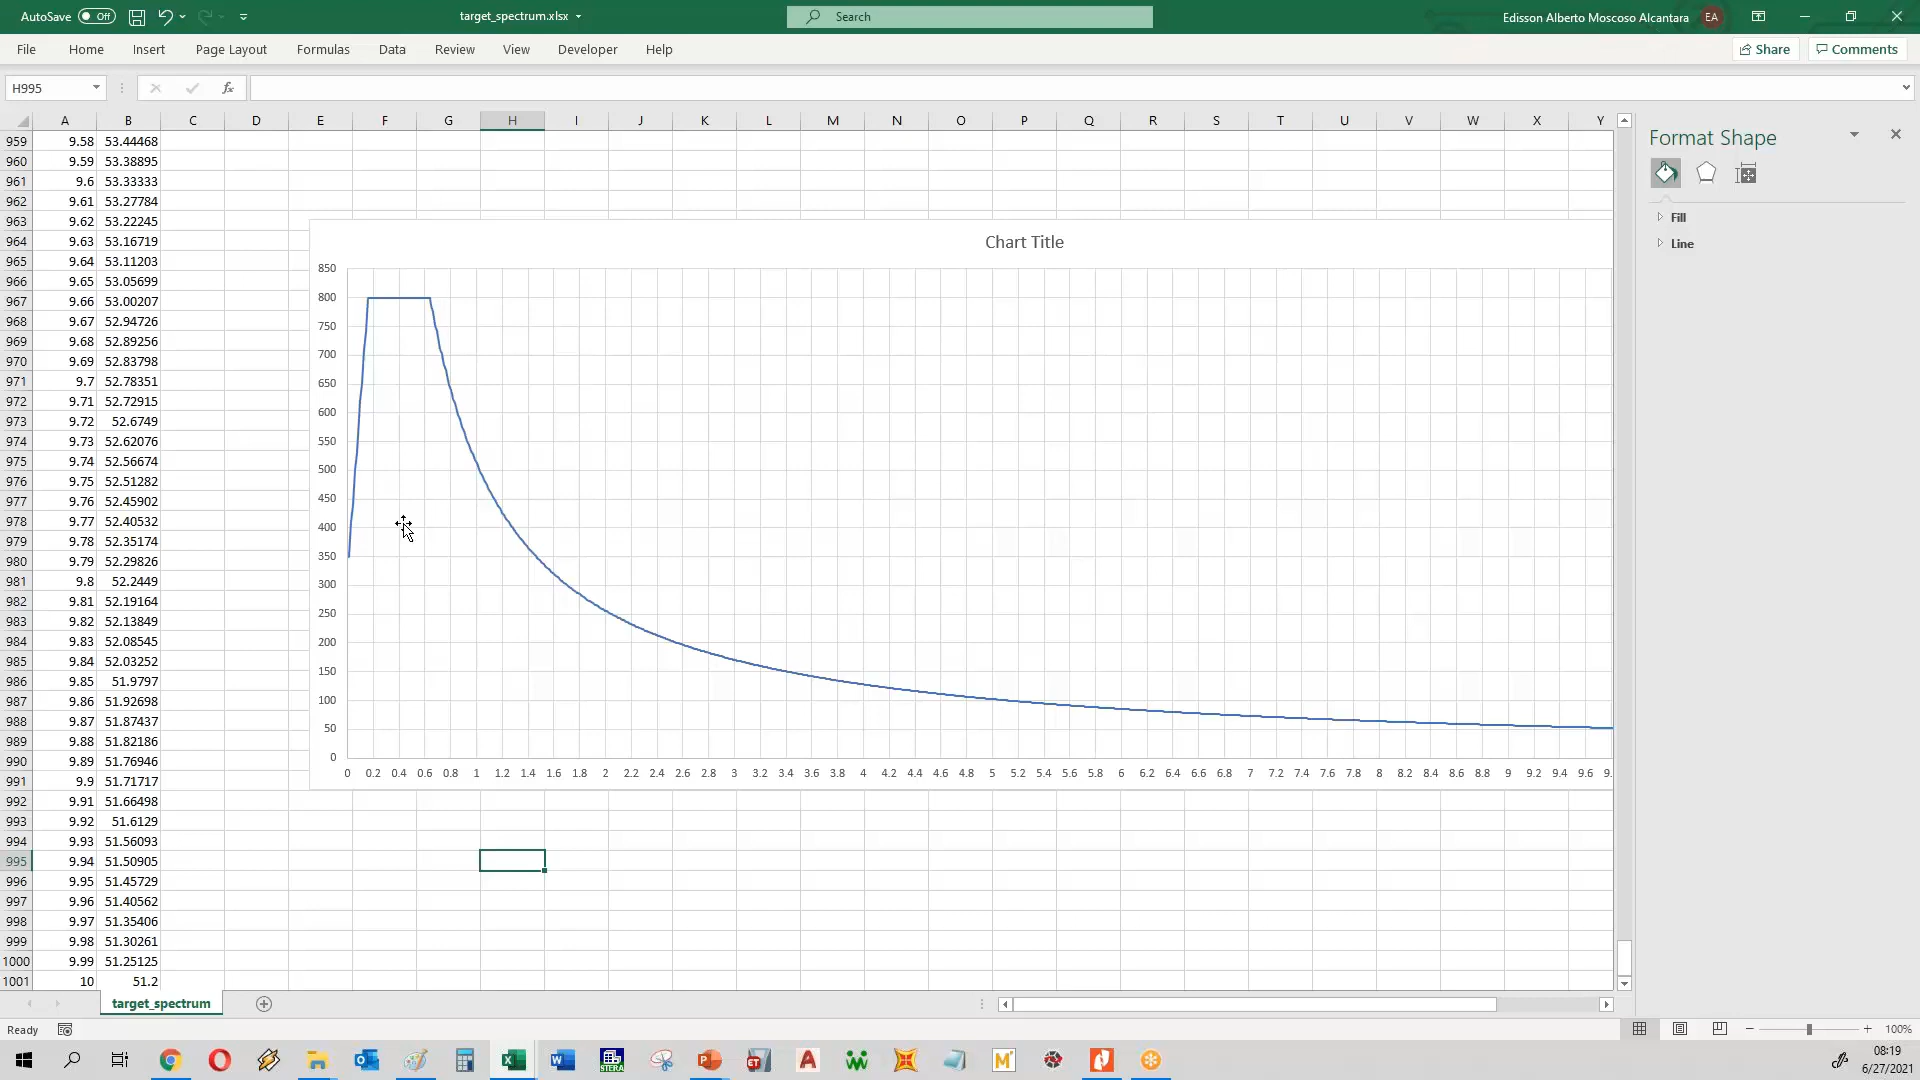 AutoSave Off target_spectrum.xlsx Search Edisson Alberto Moscoso Alcantara EA
File Home Insert Page Layout Formulas Data Review View Developer Help Share Comments
H995 fx
A B C D E F G H I J K L M N O P Q R S T U V W X Y
959 9.58 53.44468
960 9.59 53.38895
961 9.6 53.33333
962 9.61 53.27784
963 9.62 53.22245
964 9.63 53.16719
965 9.64 53.11203
966 9.65 53.05699
967 9.66 53.00207
968 9.67 52.94726
969 9.68 52.89256
970 9.69 52.83798
971 9.7 52.78351
972 9.71 52.72915
973 9.72 52.6749
974 9.73 52.62076
975 9.74 52.56674
976 9.75 52.51282
977 9.76 52.45902
978 9.77 52.40532
979 9.78 52.35174
980 9.79 52.29826
981 9.8 52.2449
982 9.81 52.19164
983 9.82 52.13849
984 9.83 52.08545
985 9.84 52.03252
986 9.85 51.9797
987 9.86 51.92698
988 9.87 51.87437
989 9.88 51.82186
990 9.89 51.76946
991 9.9 51.71717
992 9.91 51.66498
993 9.92 51.6129
994 9.93 51.56093
995 9.94 51.50905
996 9.95 51.45729
997 9.96 51.40562
998 9.97 51.35406
999 9.98 51.30261
1000 9.99 51.25125
1001 10 51.2
Chart Title
850
800
750
700
650
600
550
500
450
400
350
300
250
200
150
100
50
0
0 0.2 0.4 0.6 0.8 1 1.2 1.4 1.6 1.8 2 2.2 2.4 2.6 2.8 3 3.2 3.4 3.6 3.8 4 4.2 4.4 4.6 4.8 5 5.2 5.4 5.6 5.8 6 6.2 6.4 6.6 6.8 7 7.2 7.4 7.6 7.8 8 8.2 8.4 8.6 8.8 9 9.2 9.4 9.6 9.
Format Shape
Fill
Line
target_spectrum
Ready 100%
STERA ET A M
08:19
6/27/2021